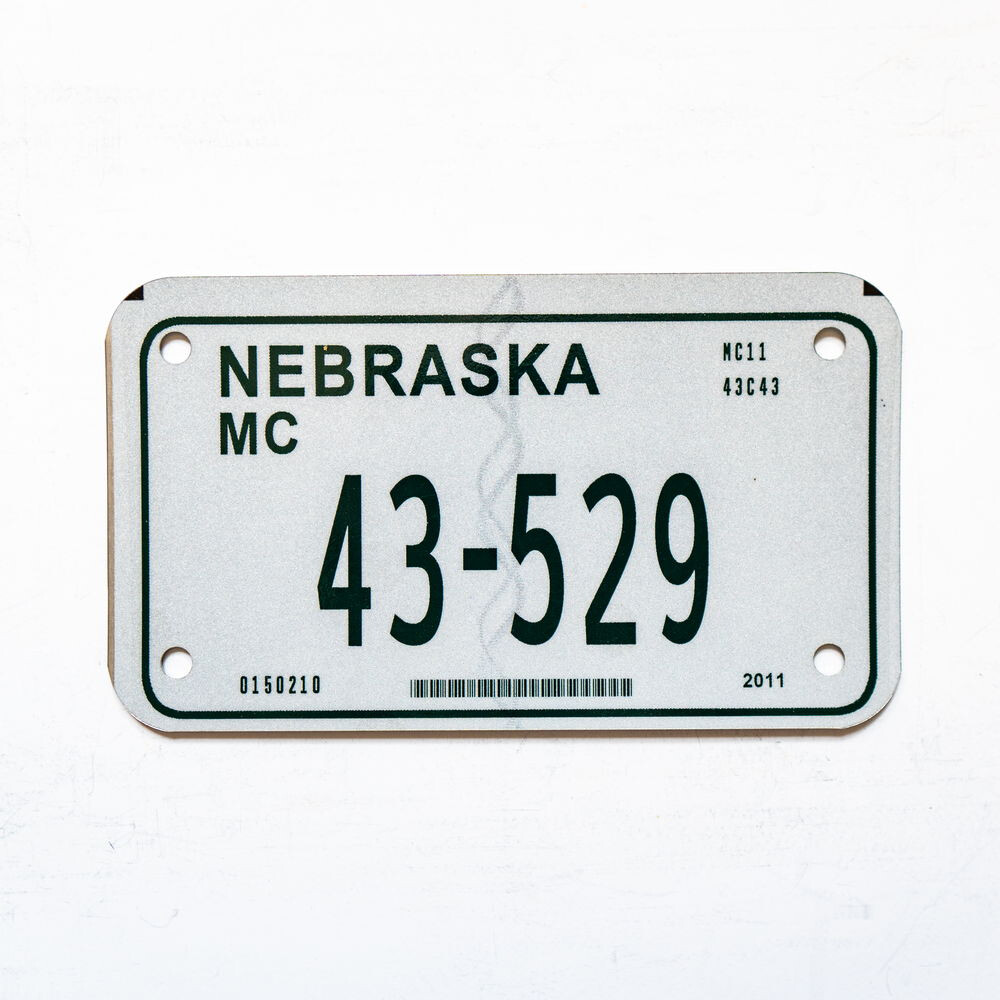 NEBRASKA
MC
MC11
43C43
43-529
0150210
2011